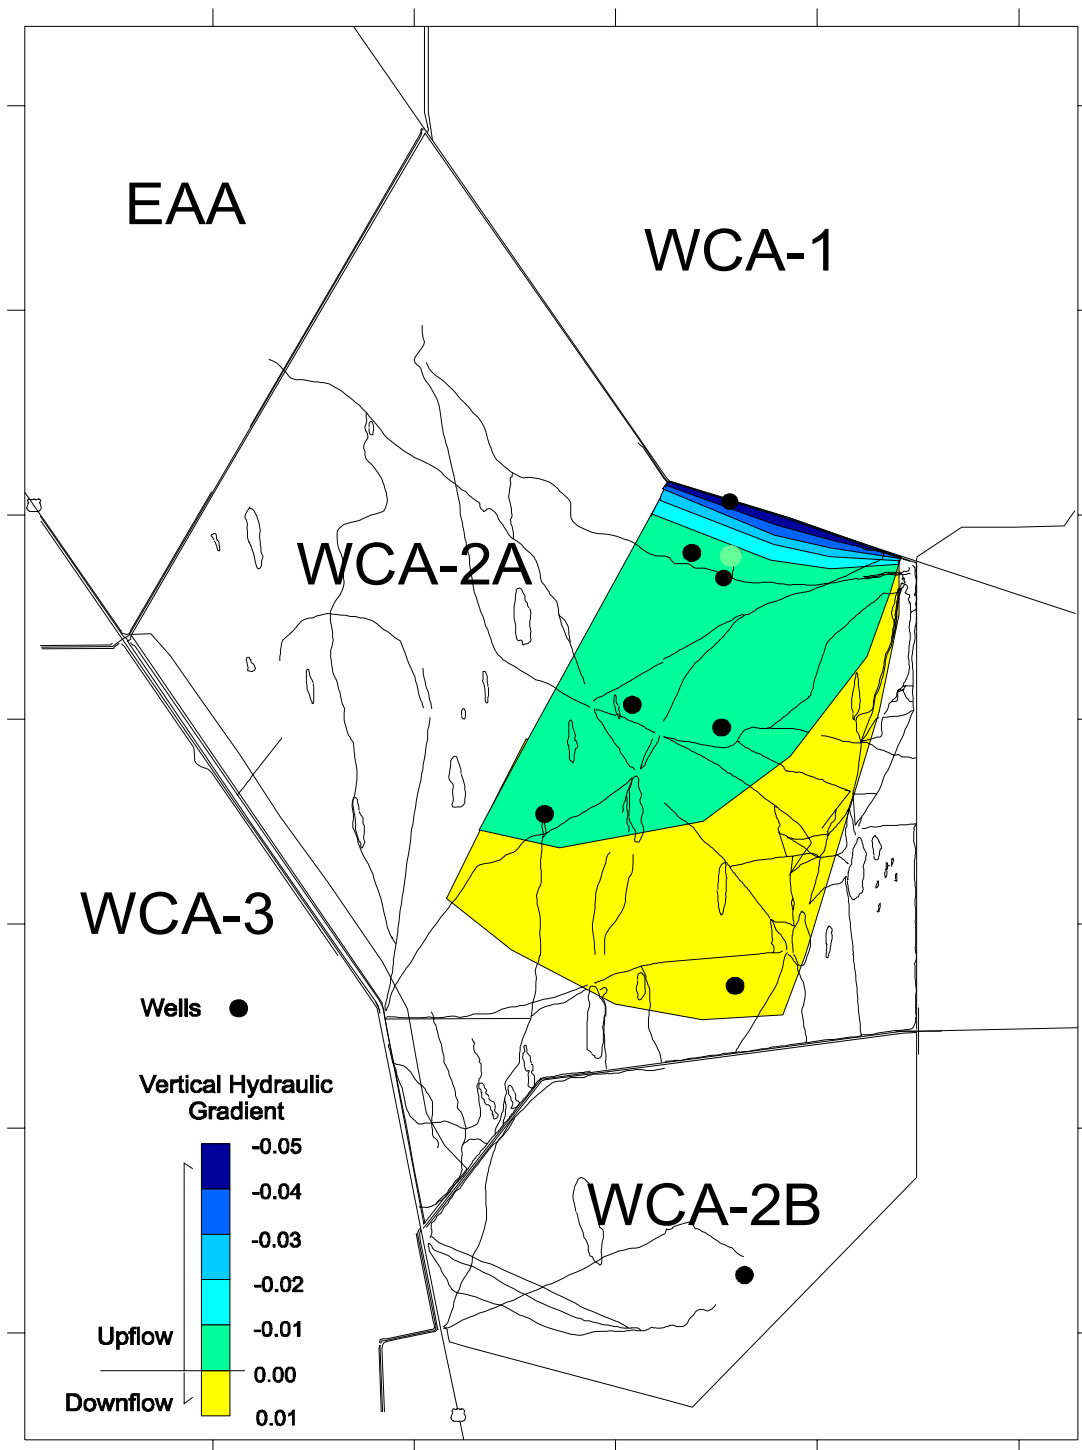 EAA
WCA-1
WCA-2A
WCA-3
Wells
Vertical Hydraulic
Gradient
-0.05
-0.04
-0.03
-0.02
-0.01
Upflow
0.00
Downflow
0.01
WCA-2B